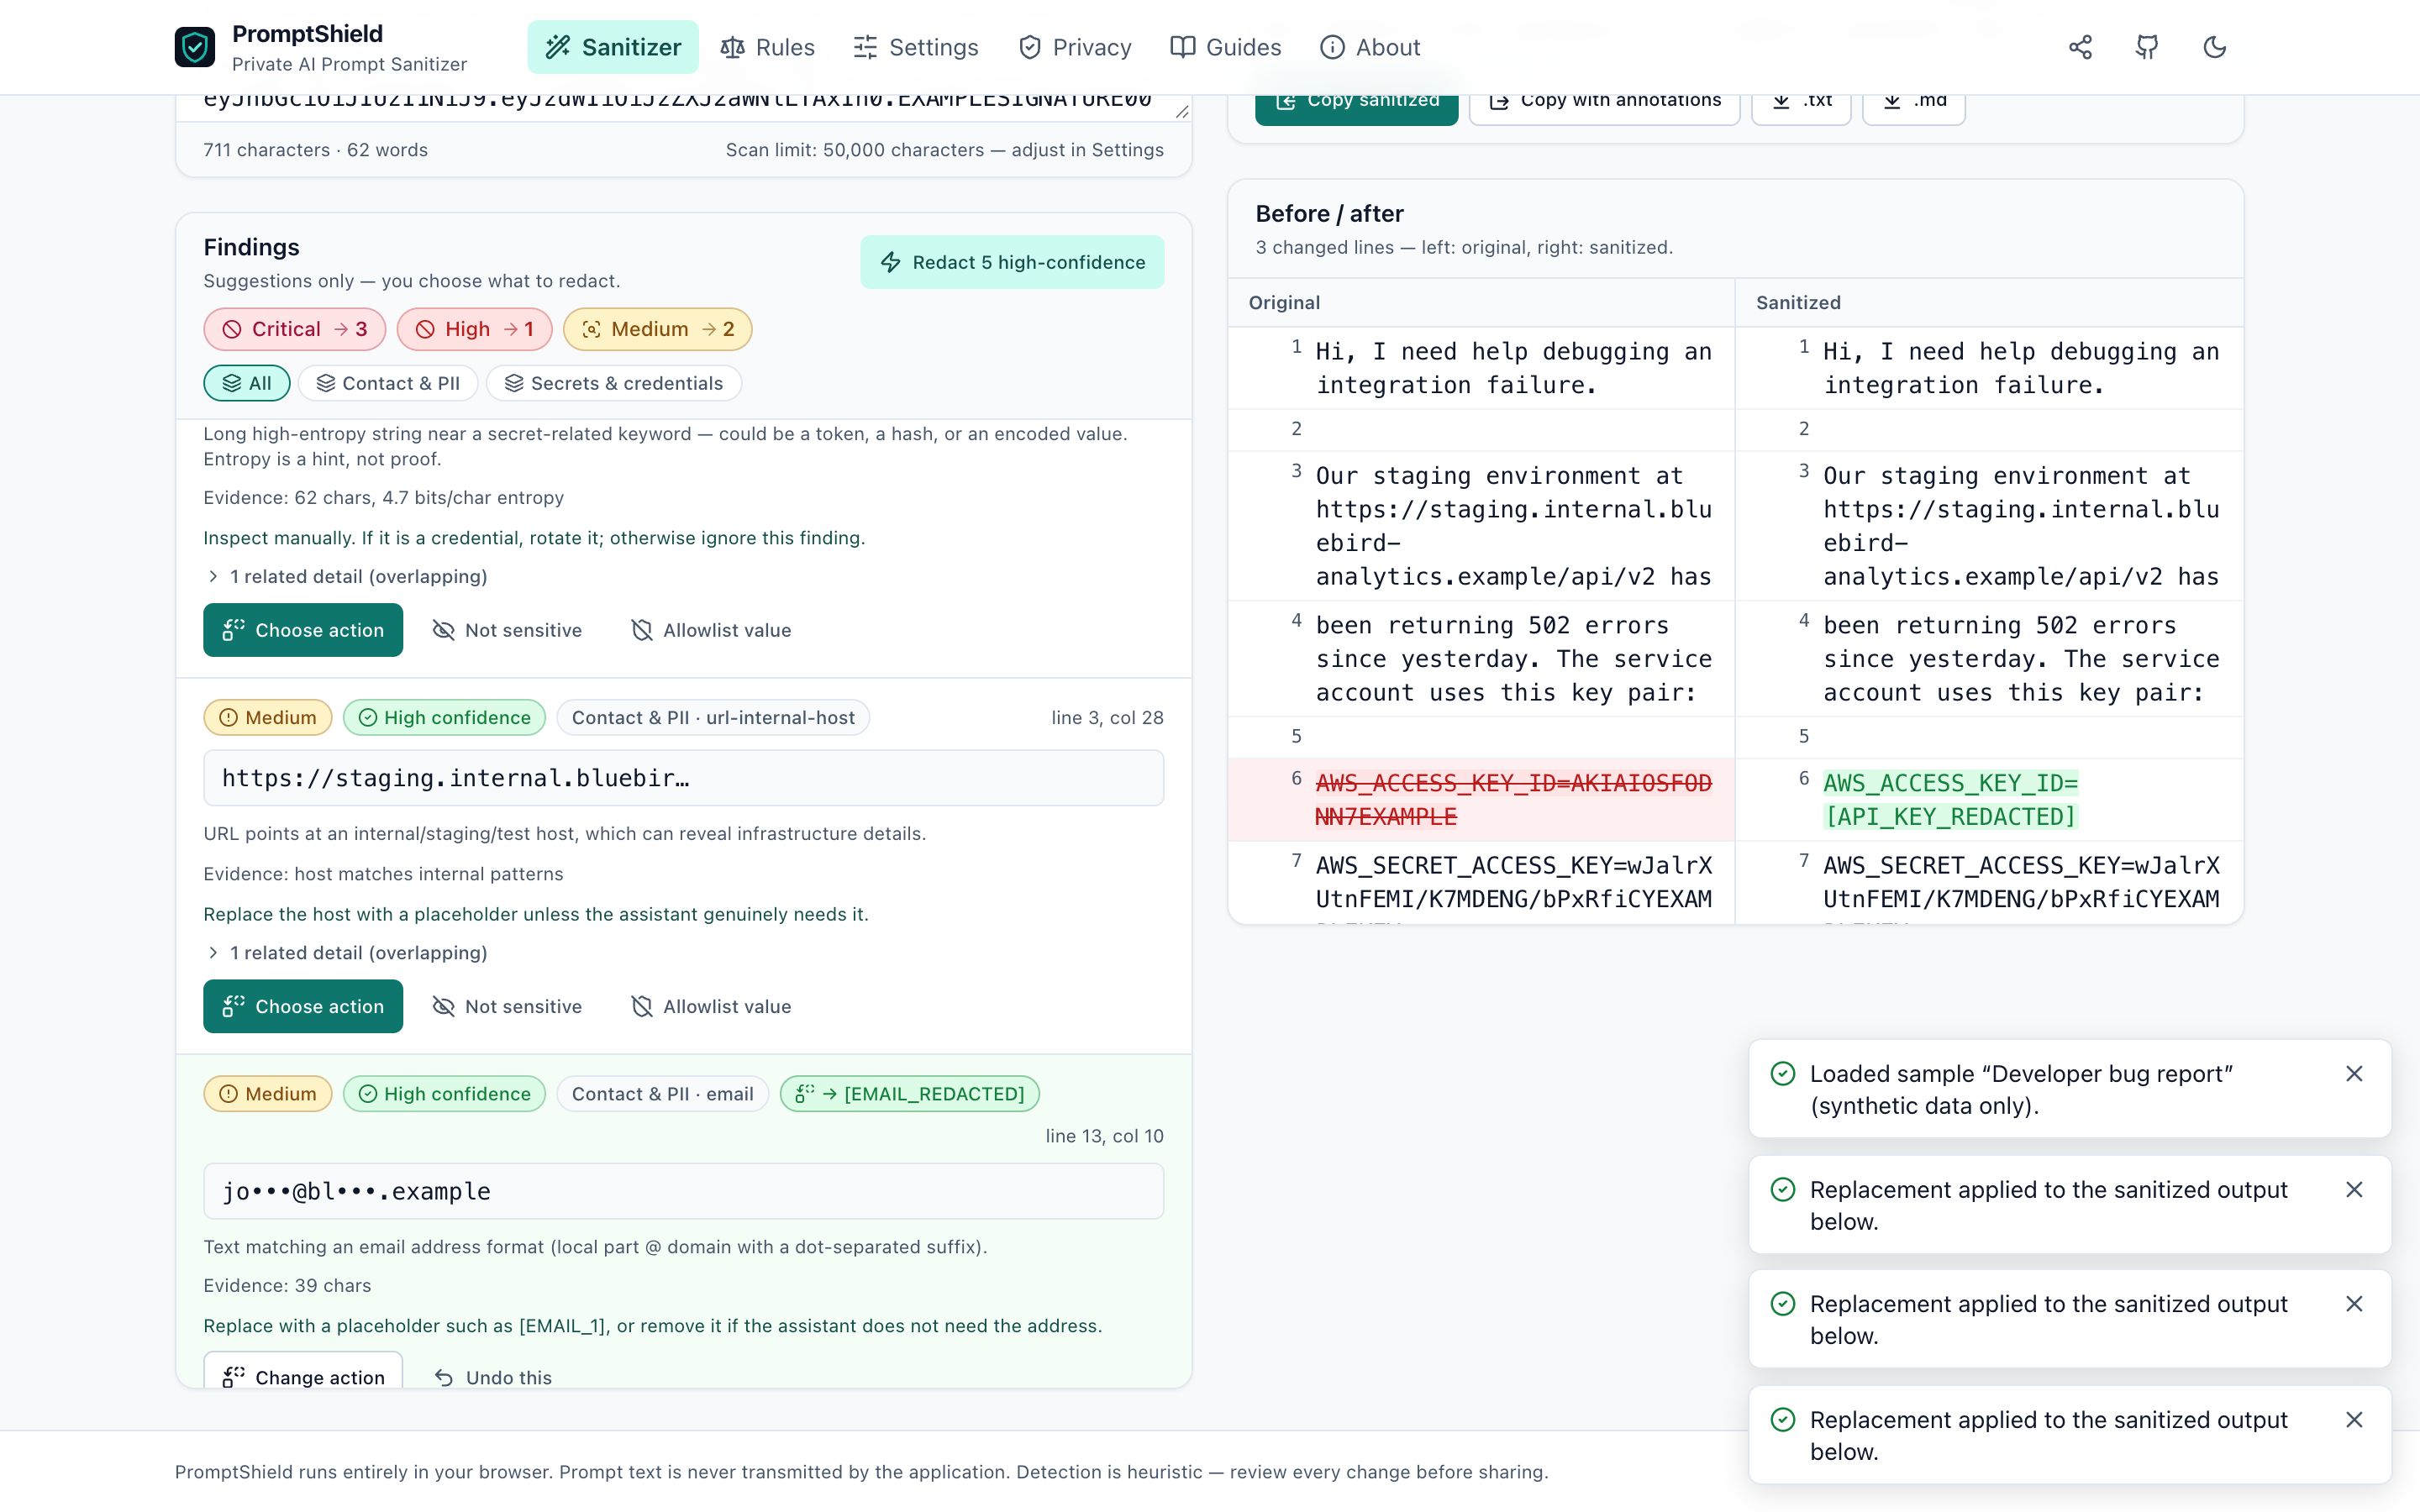 PromptShield
Private AI Prompt Sanitizer
Sanitizer
Rules
Settings
Privacy
Guides
About
711 characters · 62 words
Scan limit: 50,000 characters — adjust in Settings
Findings
Suggestions only — you choose what to redact.
Redact 5 high-confidence
Critical → 3
High → 1
Medium → 2
All
Contact & PII
Secrets & credentials
Long high-entropy string near a secret-related keyword — could be a token, a hash, or an encoded value.
Entropy is a hint, not proof.
Evidence: 62 chars, 4.7 bits/char entropy
Inspect manually. If it is a credential, rotate it; otherwise ignore this finding.
1 related detail (overlapping)
Choose action
Not sensitive
Allowlist value
Medium
High confidence
Contact & PII · url-internal-host
line 3, col 28
https://staging.internal.bluebir…
URL points at an internal/staging/test host, which can reveal infrastructure details.
Evidence: host matches internal patterns
Replace the host with a placeholder unless the assistant genuinely needs it.
1 related detail (overlapping)
Choose action
Not sensitive
Allowlist value
Medium
High confidence
Contact & PII · email
→ [EMAIL_REDACTED]
line 13, col 10
jo•••@bl•••.example
Text matching an email address format (local part @ domain with a dot-separated suffix).
Evidence: 39 chars
Replace with a placeholder such as [EMAIL_1], or remove it if the assistant does not need the address.
Change action
Undo this
Copy sanitized
Copy with annotations
.txt
.md
Before / after
3 changed lines — left: original, right: sanitized.
Original
Sanitized
1 Hi, I need help debugging an
integration failure.
1 Hi, I need help debugging an
integration failure.
2
2
3 Our staging environment at
https://staging.internal.blu
ebird-
analytics.example/api/v2 has
3 Our staging environment at
https://staging.internal.blu
ebird-
analytics.example/api/v2 has
4 been returning 502 errors
since yesterday. The service
account uses this key pair:
4 been returning 502 errors
since yesterday. The service
account uses this key pair:
5
5
6 AWS_ACCESS_KEY_ID=AKIAIOSFOD
NN7EXAMPLE
6 AWS_ACCESS_KEY_ID=
[API_KEY_REDACTED]
7 AWS_SECRET_ACCESS_KEY=wJalrX
UtnFEMI/K7MDENG/bPxRfiCYEXAM
7 AWS_SECRET_ACCESS_KEY=wJalrX
UtnFEMI/K7MDENG/bPxRfiCYEXAM
Loaded sample “Developer bug report”
(synthetic data only).
Replacement applied to the sanitized output
below.
Replacement applied to the sanitized output
below.
Replacement applied to the sanitized output
below.
PromptShield runs entirely in your browser. Prompt text is never transmitted by the application. Detection is heuristic — review every change before sharing.